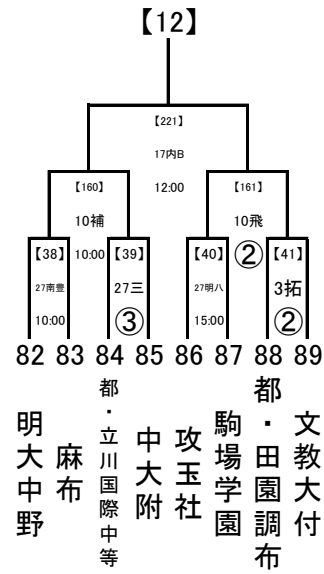 【12】
【221】
17内B
12:00
【160】
10補
10:00
【161】
10飛
②
【38】
27南豊
10:00
【39】
27三
③
【40】
27明八
15:00
【41】
3拓
②
82 83 84 85 86 87 88 89
明大中野
麻布
都・立川国際中等
中大附
攻玉社
駒場学園
都・田園調布
文教大付